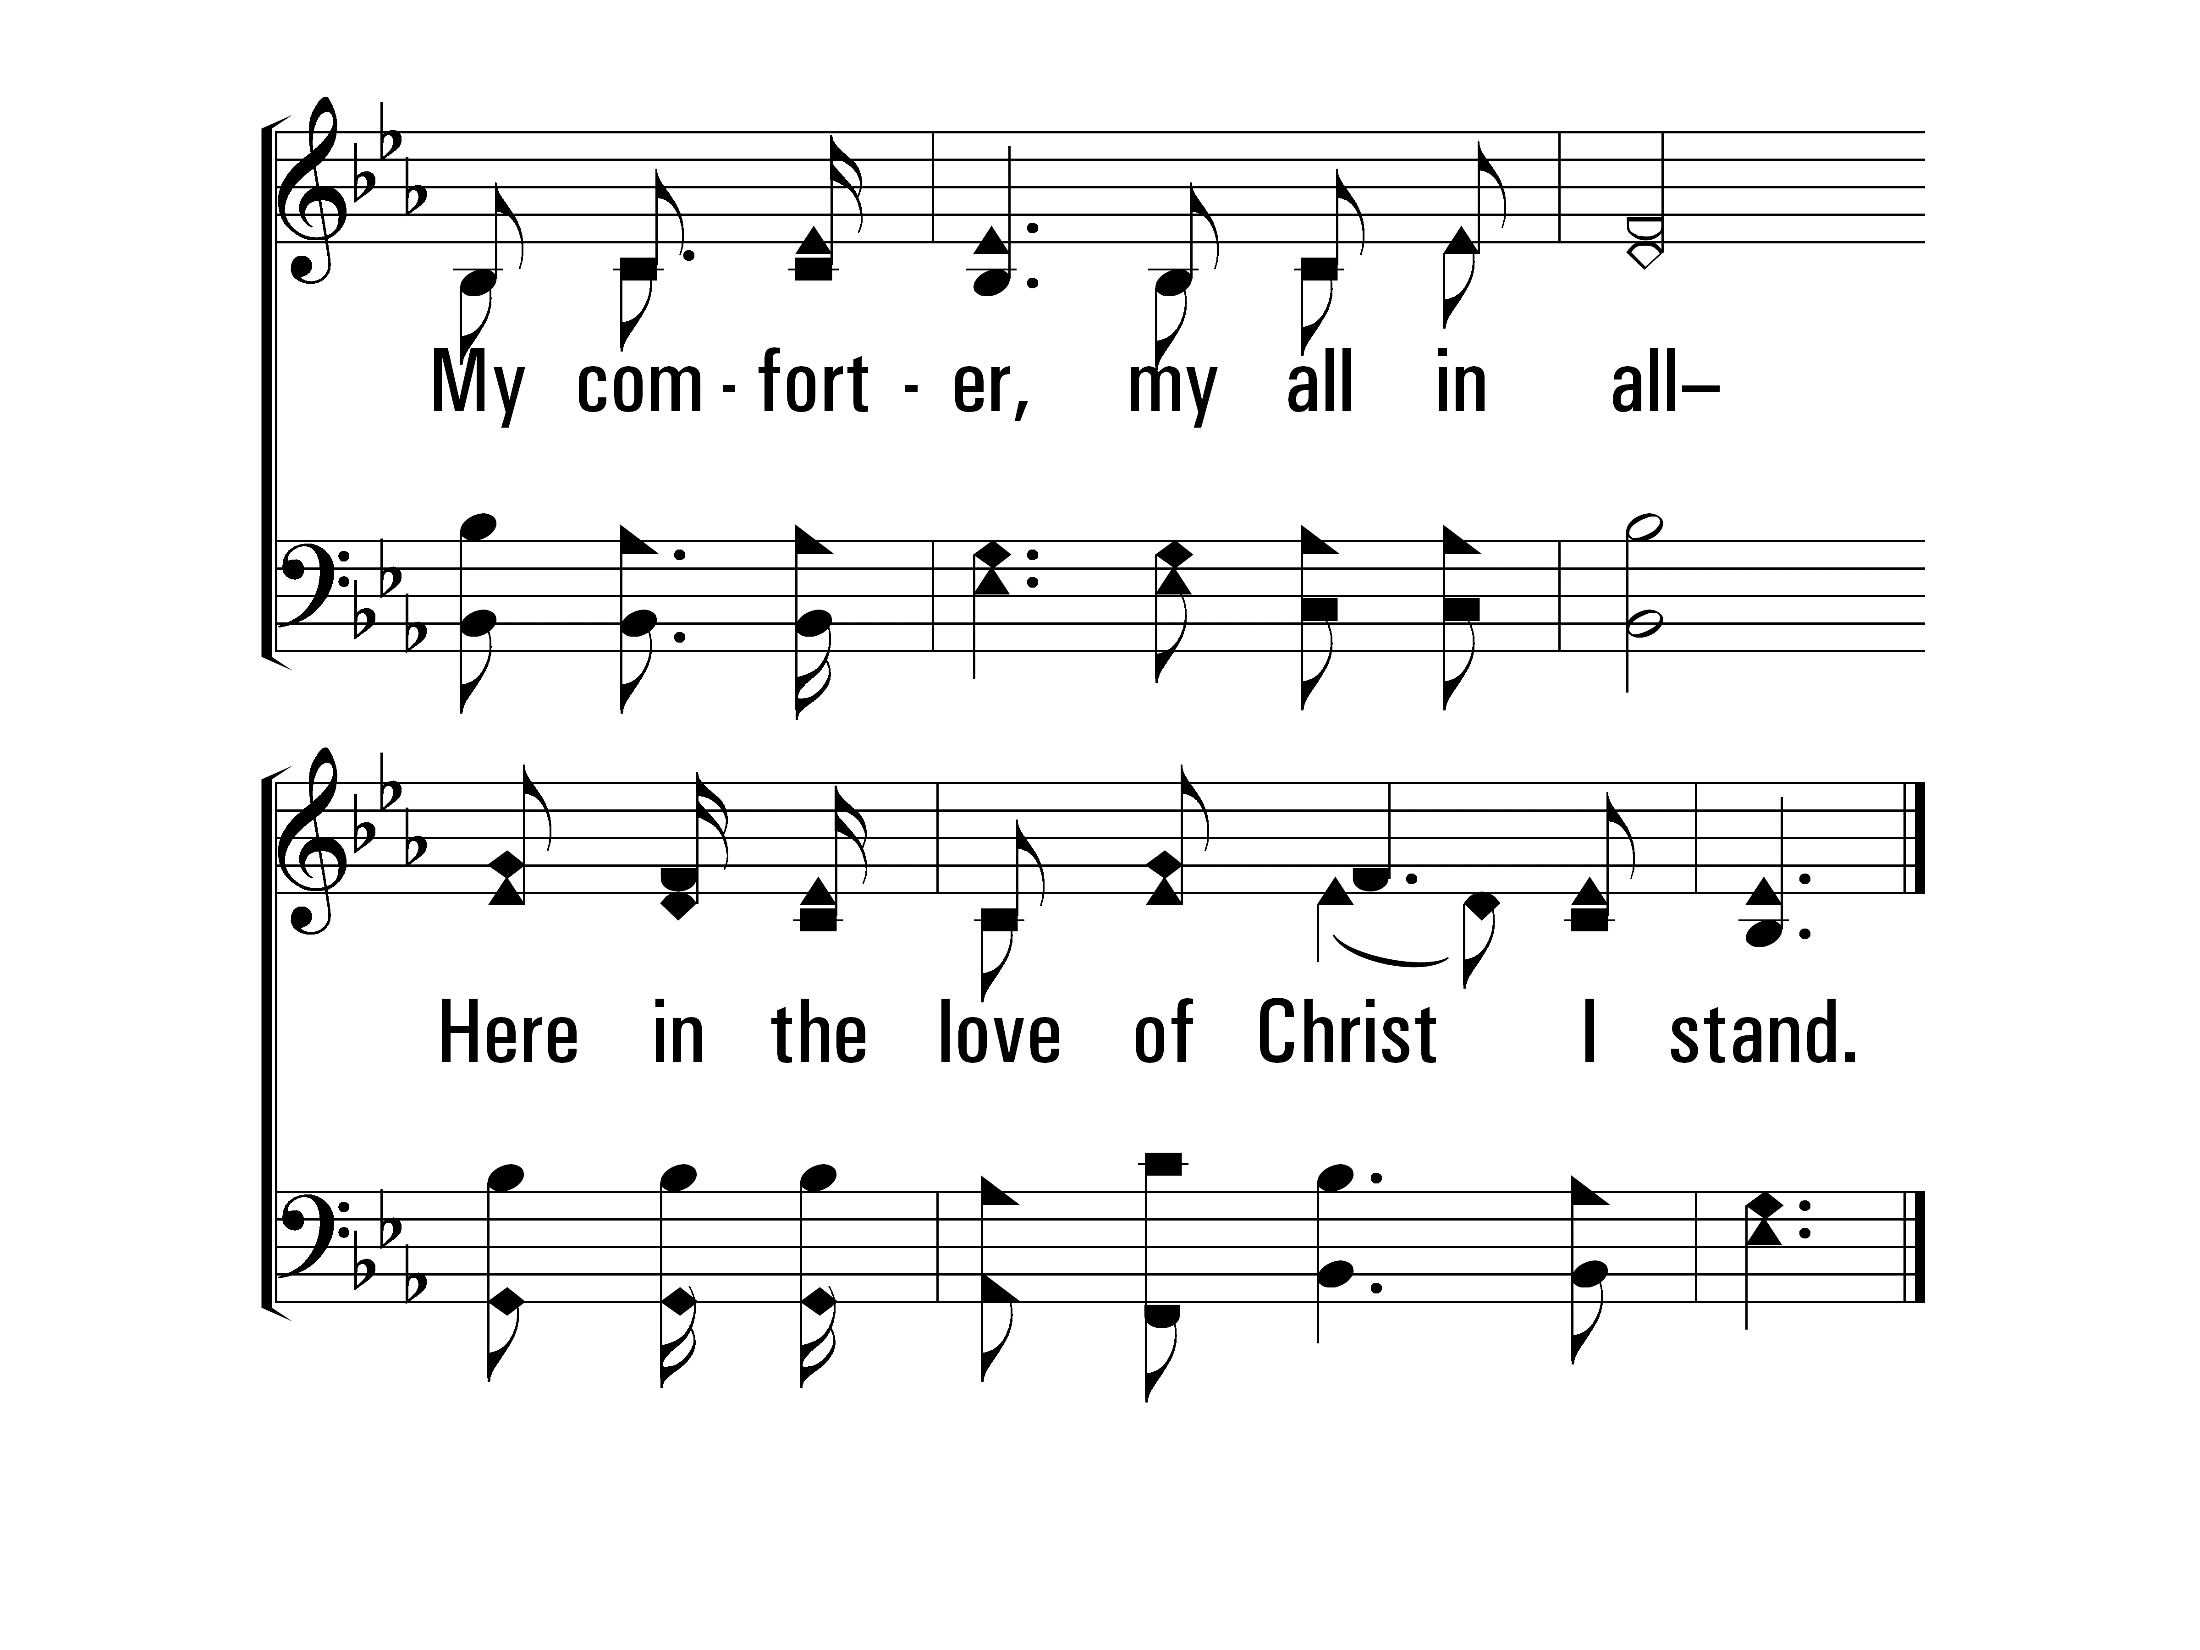 My com - fort - er, my all in all–
Here in the love of Christ I stand.